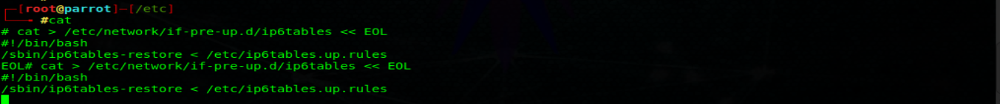 ┌─[root@parrot]─[/etc]
└──╼ #cat
# cat > /etc/network/if-pre-up.d/ip6tables << EOL
#!/bin/bash
/sbin/ip6tables-restore < /etc/ip6tables.up.rules
EOL# cat > /etc/network/if-pre-up.d/ip6tables << EOL
#!/bin/bash
/sbin/ip6tables-restore < /etc/ip6tables.up.rules